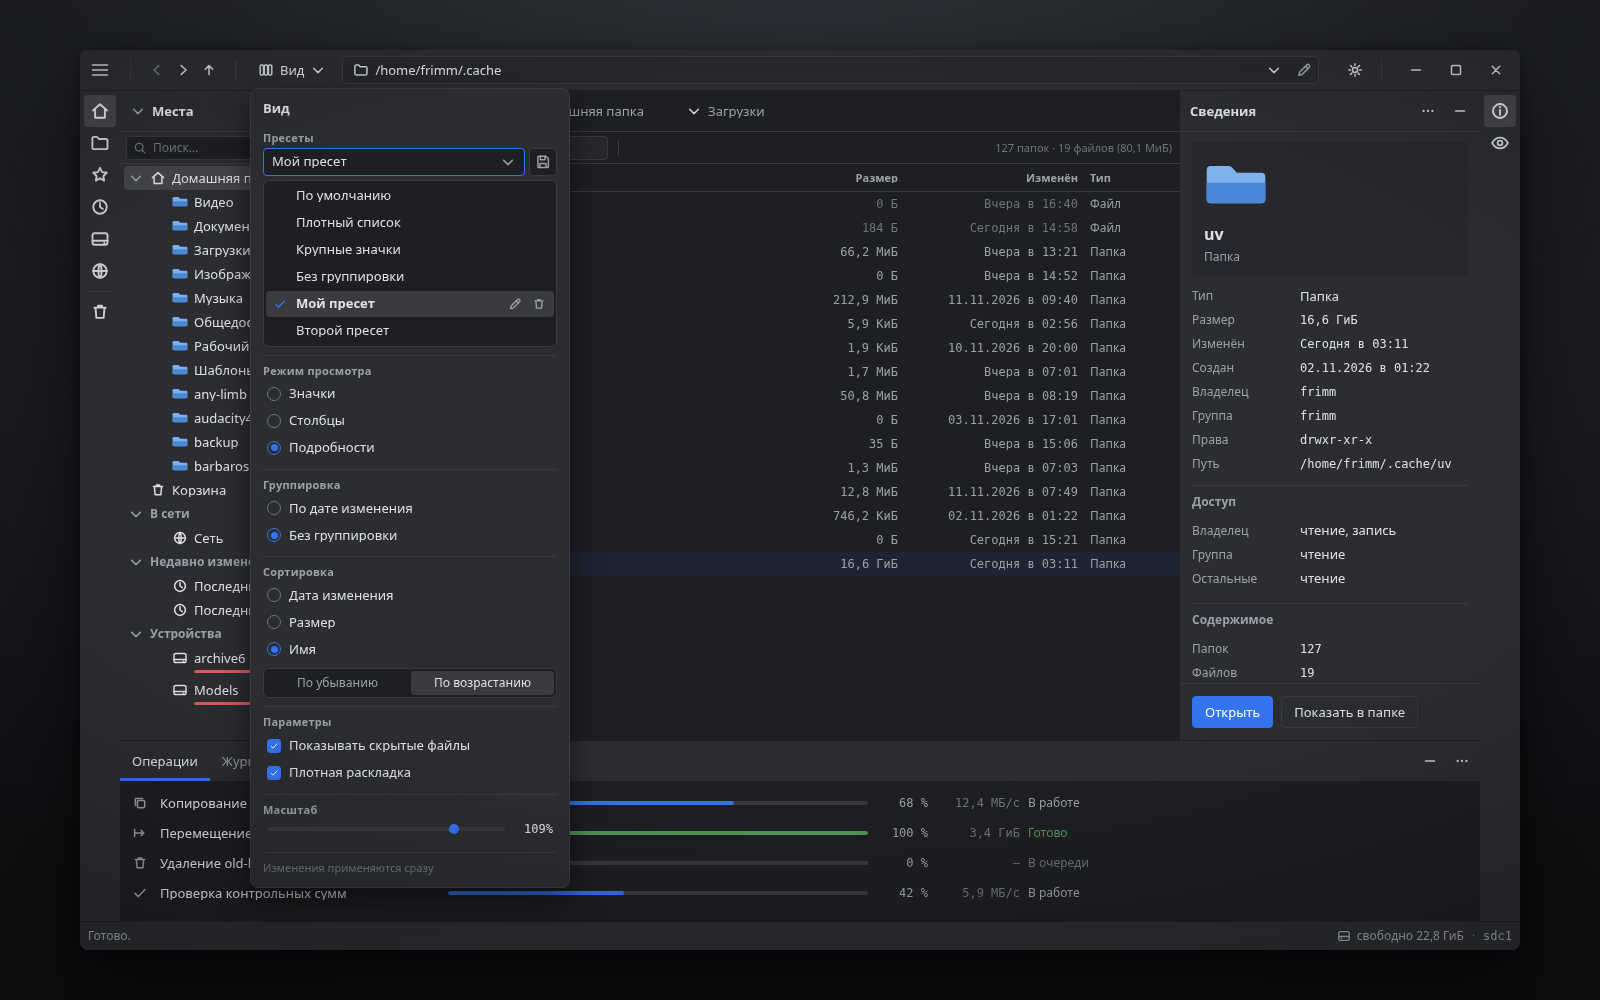 Вид
/home/frimm/.cache
Места
Поиск...
Домашняя п
Видео
Докумен
Загрузки
Изображ
Музыка
Общедос
Рабочий
Шаблоны
any-limb
audacity4
backup
barbaros
Корзина
В сети
Сеть
Недавно измене
Последни
Последни
Устройства
archive6
Models
Вид
Пресеты
Мой пресет
По умолчанию
Плотный список
Крупные значки
Без группировки
Мой пресет
Второй пресет
Режим просмотра
Значки
Столбцы
Подробности
Группировка
По дате изменения
Без группировки
Сортировка
Дата изменения
Размер
Имя
По убыванию По возрастанию
Параметры
Показывать скрытые файлы
Плотная раскладка
Масштаб
109%
Изменения применяются сразу
шняя папка Загрузки
127 папок · 19 файлов (80,1 МиБ)
Размер Изменён Тип
0 Б Вчера в 16:40 Файл
184 Б Сегодня в 14:58 Файл
66,2 МиБ Вчера в 13:21 Папка
0 Б Вчера в 14:52 Папка
212,9 МиБ 11.11.2026 в 09:40 Папка
5,9 КиБ Сегодня в 02:56 Папка
1,9 КиБ 10.11.2026 в 20:00 Папка
1,7 МиБ Вчера в 07:01 Папка
50,8 МиБ Вчера в 08:19 Папка
0 Б 03.11.2026 в 17:01 Папка
35 Б Вчера в 15:06 Папка
1,3 МиБ Вчера в 07:03 Папка
12,8 МиБ 11.11.2026 в 07:49 Папка
746,2 КиБ 02.11.2026 в 01:22 Папка
0 Б Сегодня в 15:21 Папка
16,6 ГиБ Сегодня в 03:11 Папка
Сведения
uv
Папка
Тип Папка
Размер 16,6 ГиБ
Изменён Сегодня в 03:11
Создан 02.11.2026 в 01:22
Владелец frimm
Группа frimm
Права drwxr-xr-x
Путь /home/frimm/.cache/uv
Доступ
Владелец чтение, запись
Группа чтение
Остальные чтение
Содержимое
Папок 127
Файлов 19
Открыть Показать в папке
Операции Журн
Копирование 68 % 12,4 МБ/с В работе
Перемещение 100 % 3,4 ГиБ Готово
Удаление old-l 0 % — В очереди
Проверка контрольных сумм 42 % 5,9 МБ/с В работе
Готово.
свободно 22,8 ГиБ · sdc1